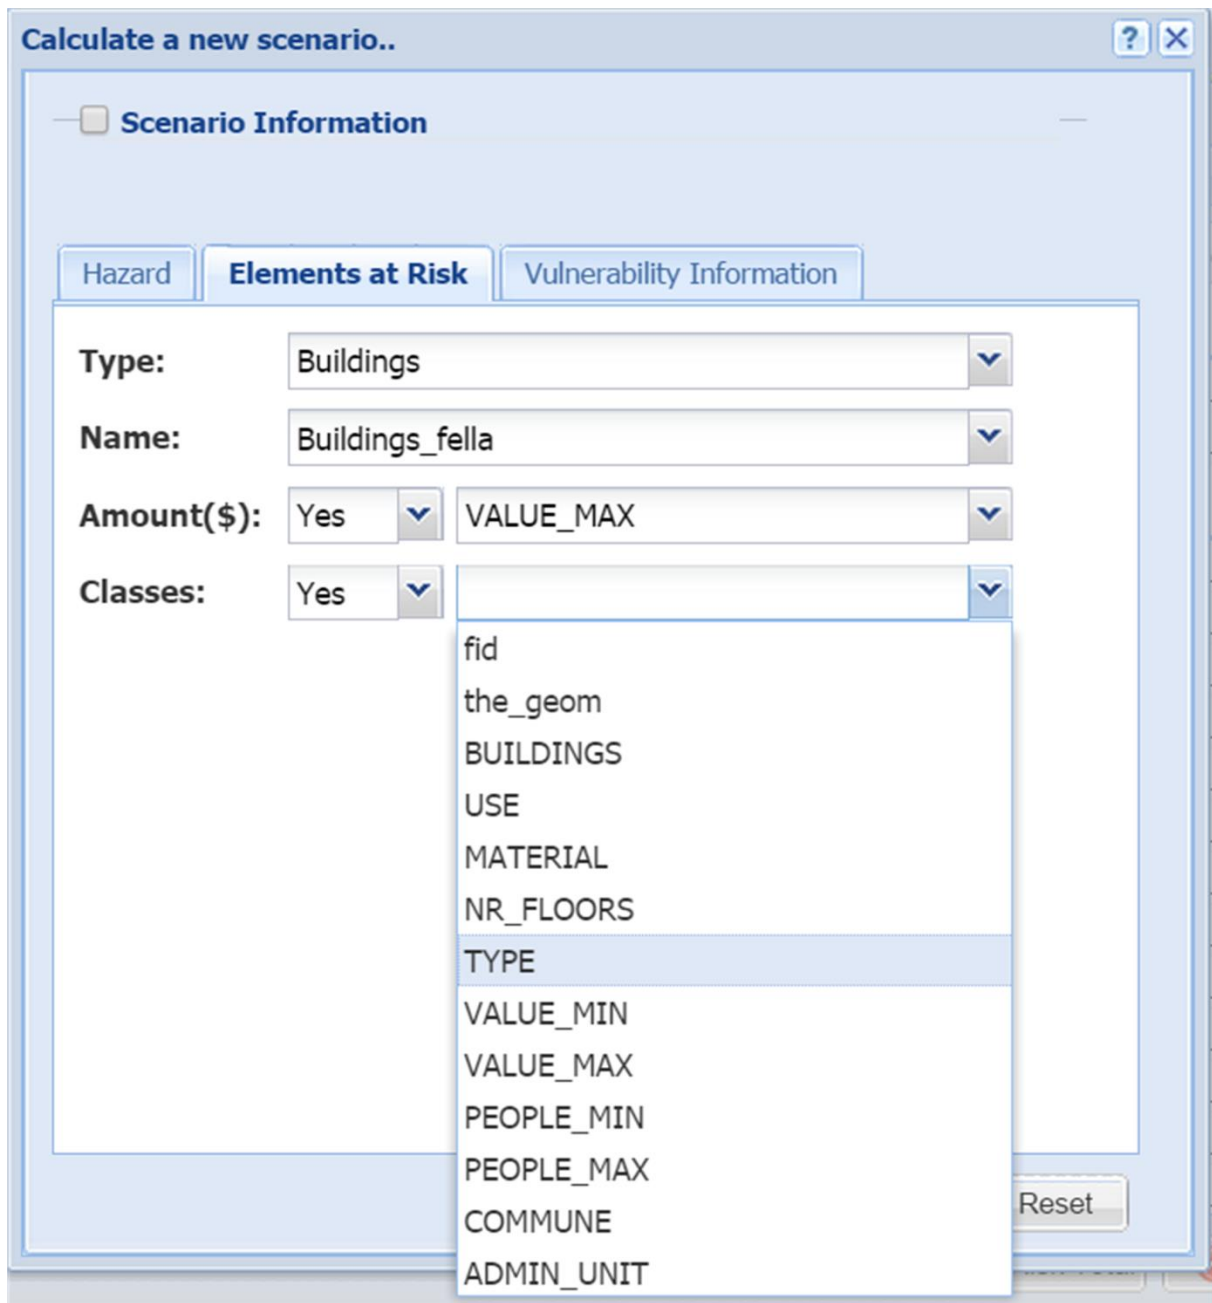 Calculate a new scenario..
?
Scenario Information
Hazard Elements at Risk Vulnerability Information
Type: Buildings
Name: Buildings_fella
Amount($): Yes VALUE_MAX
Classes: Yes
fid
the_geom
BUILDINGS
USE
MATERIAL
NR_FLOORS
TYPE
VALUE_MIN
VALUE_MAX
PEOPLE_MIN
PEOPLE_MAX
Reset
COMMUNE
ADMIN_UNIT